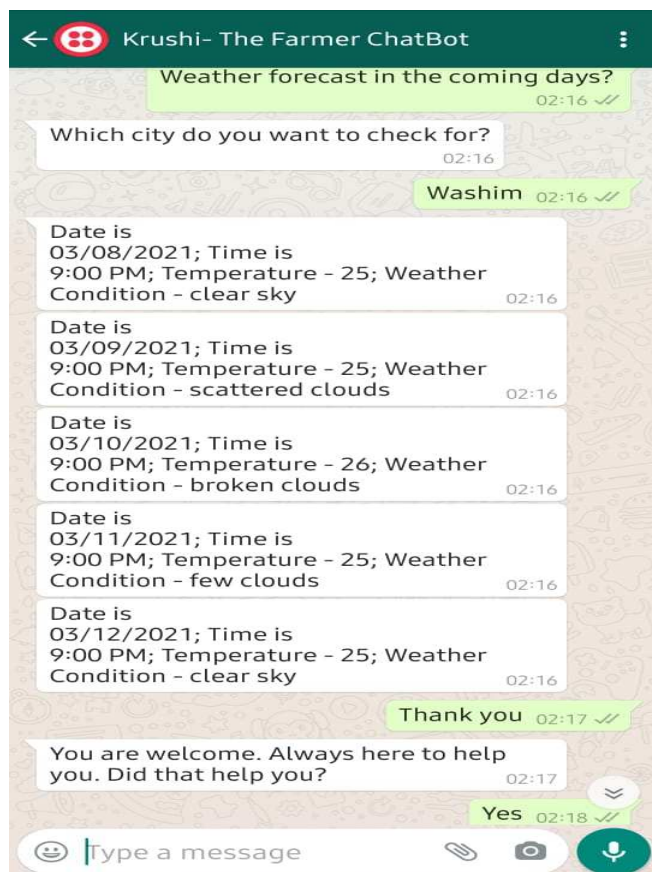 Krushi- The Farmer ChatBot
Weather forecast in the coming days?
02:16
Which city do you want to check for?
02:16
Washim 02:16
Date is
03/08/2021; Time is
9:00 PM; Temperature - 25; Weather
Condition - clear sky
02:16
Date is
03/09/2021; Time is
9:00 PM; Temperature - 25; Weather
Condition - scattered clouds
02:16
Date is
03/10/2021; Time is
9:00 PM; Temperature - 26; Weather
Condition - broken clouds
02:16
Date is
03/11/2021; Time is
9:00 PM; Temperature - 25; Weather
Condition - few clouds
02:16
Date is
03/12/2021; Time is
9:00 PM; Temperature - 25; Weather
Condition - clear sky
02:16
Thank you 02:17
You are welcome. Always here to help
you. Did that help you?
02:17
Yes 02:18
Type a message